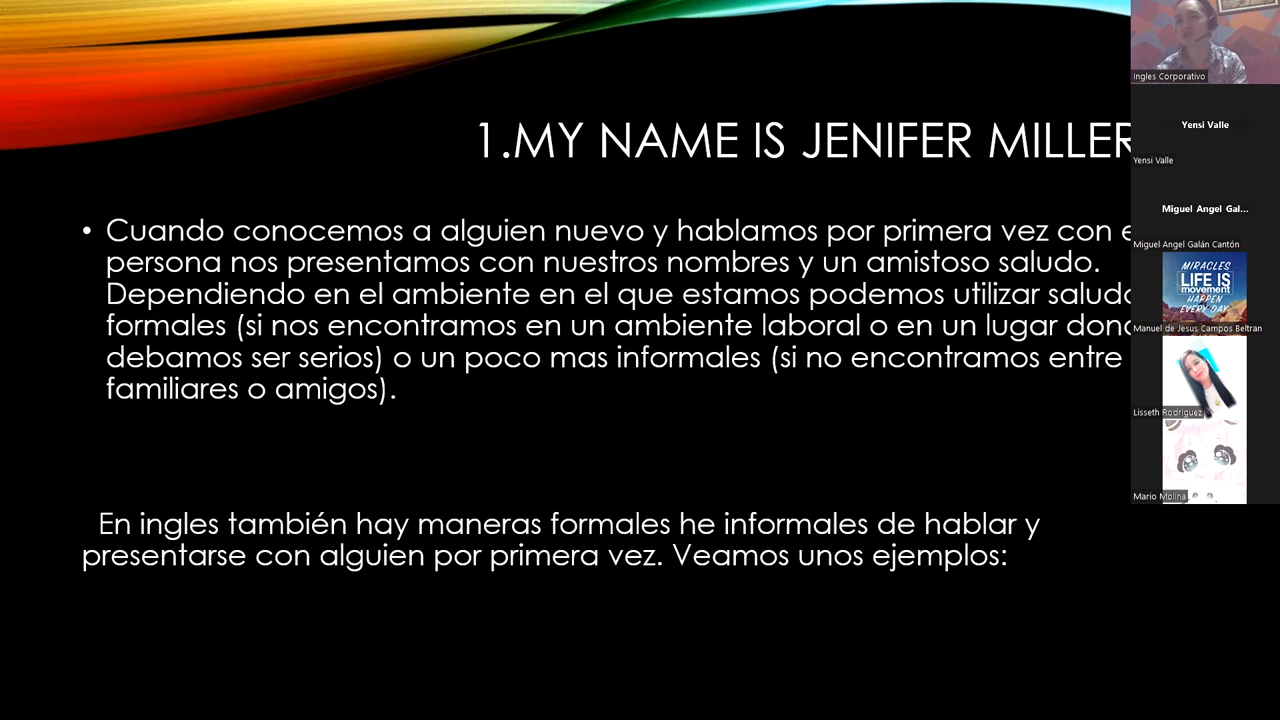 1.MY NAME IS JENIFER MILLER
• Cuando conocemos a alguien nuevo y hablamos por primera vez con
persona nos presentamos con nuestros nombres y un amistoso saludo.
Dependiendo en el ambiente en el que estamos podemos utilizar
formales (si nos encontramos en un ambiente laboral o en un lugar
debamos ser serios) o un poco mas informales (si no encontramos entre
familiares o amigos).
En ingles también hay maneras formales he informales de hablar y
presentarse con alguien por primera vez. Veamos unos ejemplos:
Ingles Corporativo
Yensi Valle
Yensi Valle
Miguel Angel Gal...
Miguel Angel Galán Cantón
MIRACLES
LIFE IS
movement
HAPPEN
EVERY DAY
Manuel de Jesus Campos Beltran
Lisseth Rodriguez
Mario Molina